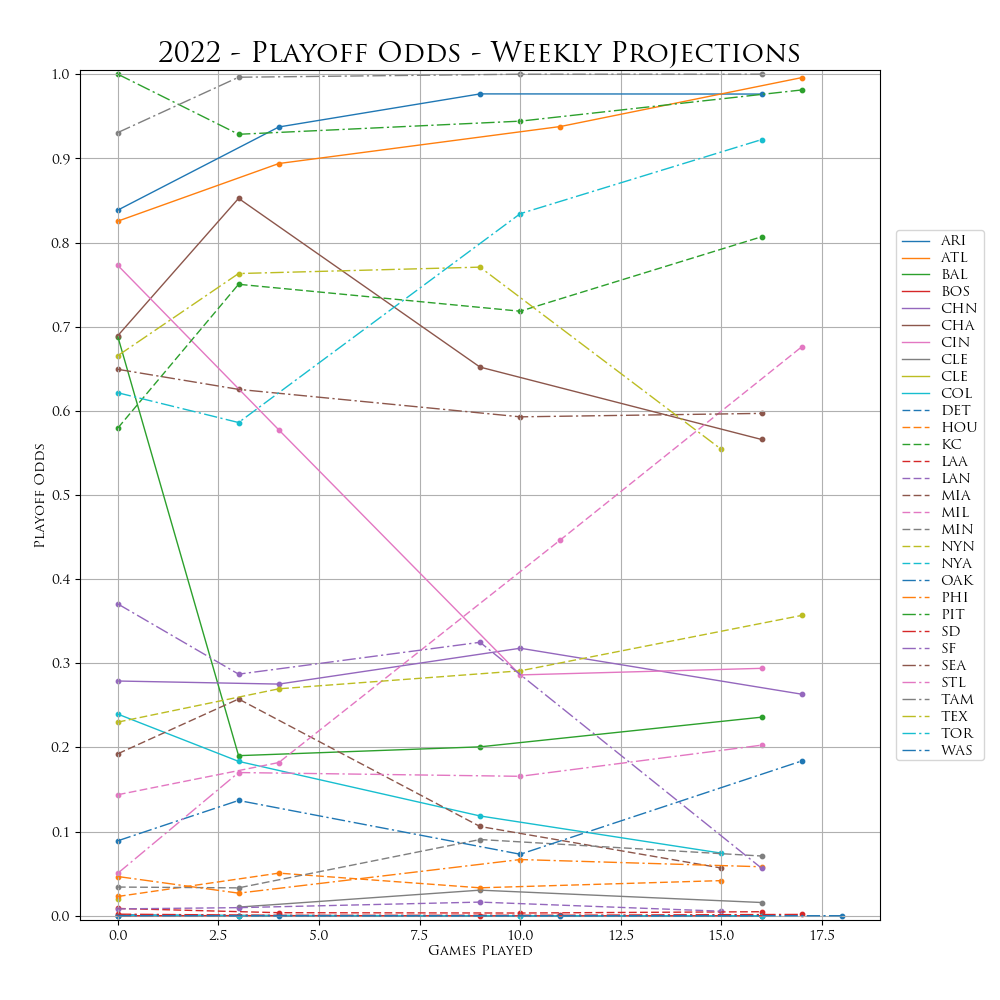 2022 - Playoff Odds - Weekly Projections
1.0
0.9
0.8
0.7
0.6
0.5
0.4
0.3
0.2
0.1
0.0
Playoff Odds
0.0 2.5 5.0 7.5 10.0 12.5 15.0 17.5
Games Played
ARI
ATL
BAL
BOS
CHN
CHA
CIN
CLE
CLE
COL
DET
HOU
KC
LAA
LAN
MIA
MIL
MIN
NYN
NYA
OAK
PHI
PIT
SD
SF
SEA
STL
TAM
TEX
TOR
WAS